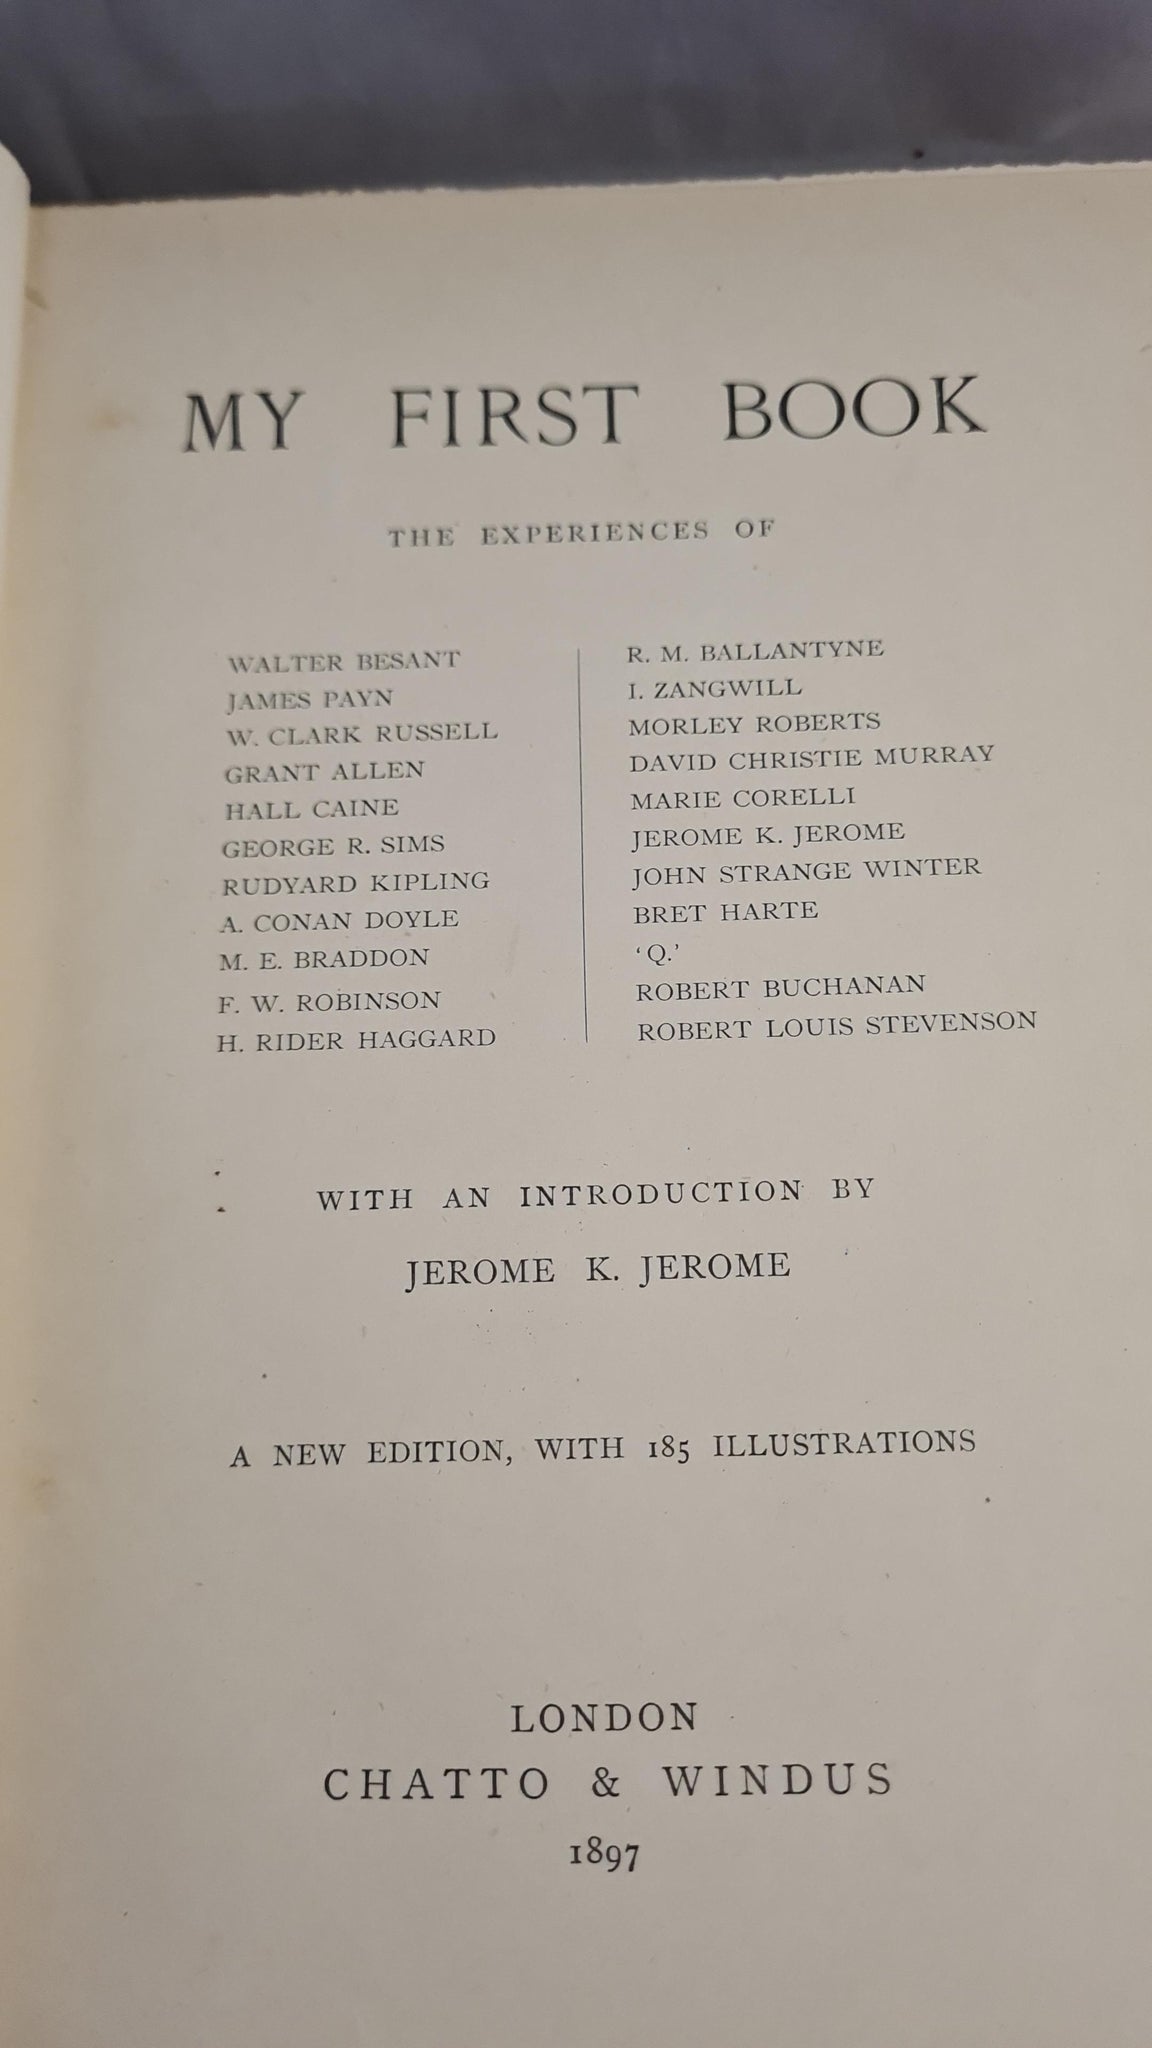 MY FIRST BOOK
THE EXPERIENCES OF
WALTER BESANT
JAMES PAYN
W. CLARK RUSSELL
GRANT ALLEN
HALL CAINE
GEORGE R. SIMS
RUDYARD KIPLING
A. CONAN DOYLE
M. E. BRADDON
F. W. ROBINSON
H. RIDER HAGGARD
R. M. BALLANTYNE
I. ZANGWILL
MORLEY ROBERTS
DAVID CHRISTIE MURRAY
MARIE CORELLI
JEROME K. JEROME
JOHN STRANGE WINTER
BRET HARTE
‘Q.’
ROBERT BUCHANAN
ROBERT LOUIS STEVENSON
WITH AN INTRODUCTION BY
JEROME K. JEROME
A NEW EDITION, WITH 185 ILLUSTRATIONS
LONDON
CHATTO & WINDUS
1897